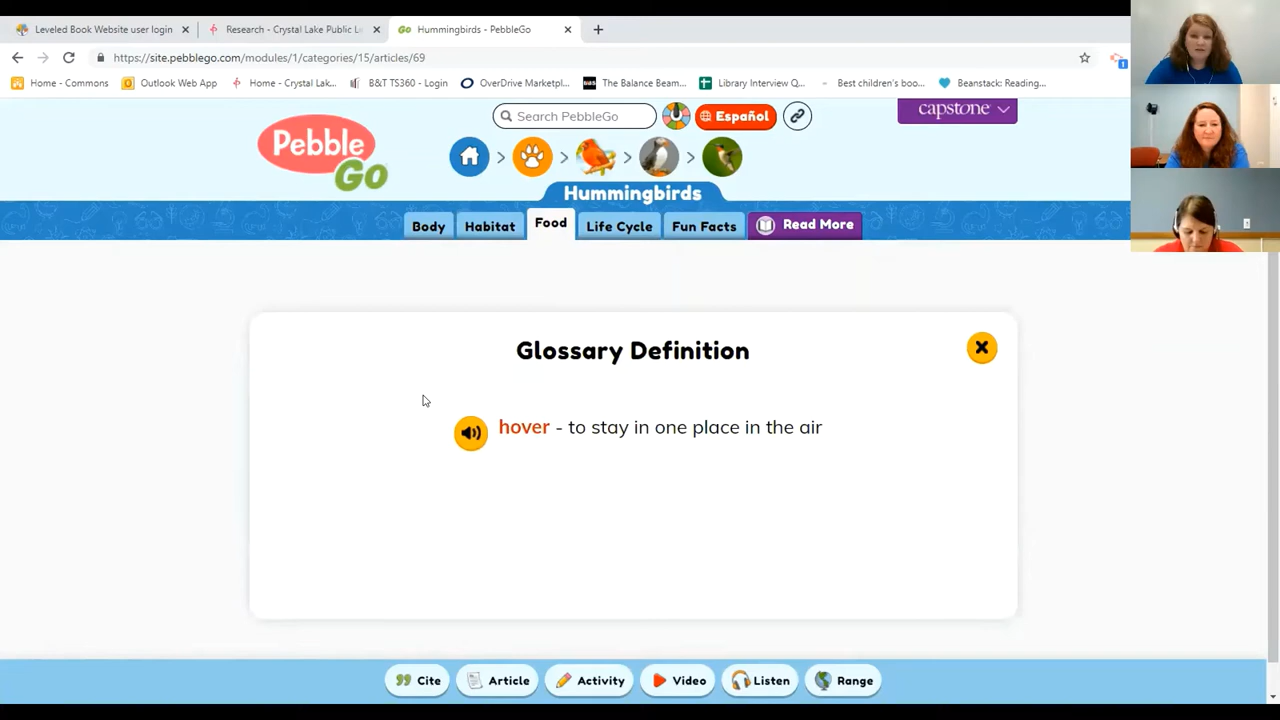 Leveled Book Website user login
Research - Crystal Lake Public L
Go Hummingbirds - PebbleGo
https://site.pebblego.com/modules/1/categories/15/articles/69
Home - Commons
Outlook Web App
Home - Crystal Lak...
B&T TS360 - Login
OverDrive Marketpl...
The Balance Beam...
Library Interview Q...
Best children's boo...
Beanstack: Reading...
Pebble Go
Search PebbleGo
Español
capstone
Hummingbirds
Body
Habitat
Food
Life Cycle
Fun Facts
Read More
Glossary Definition
hover - to stay in one place in the air
Cite
Article
Activity
Video
Listen
Range